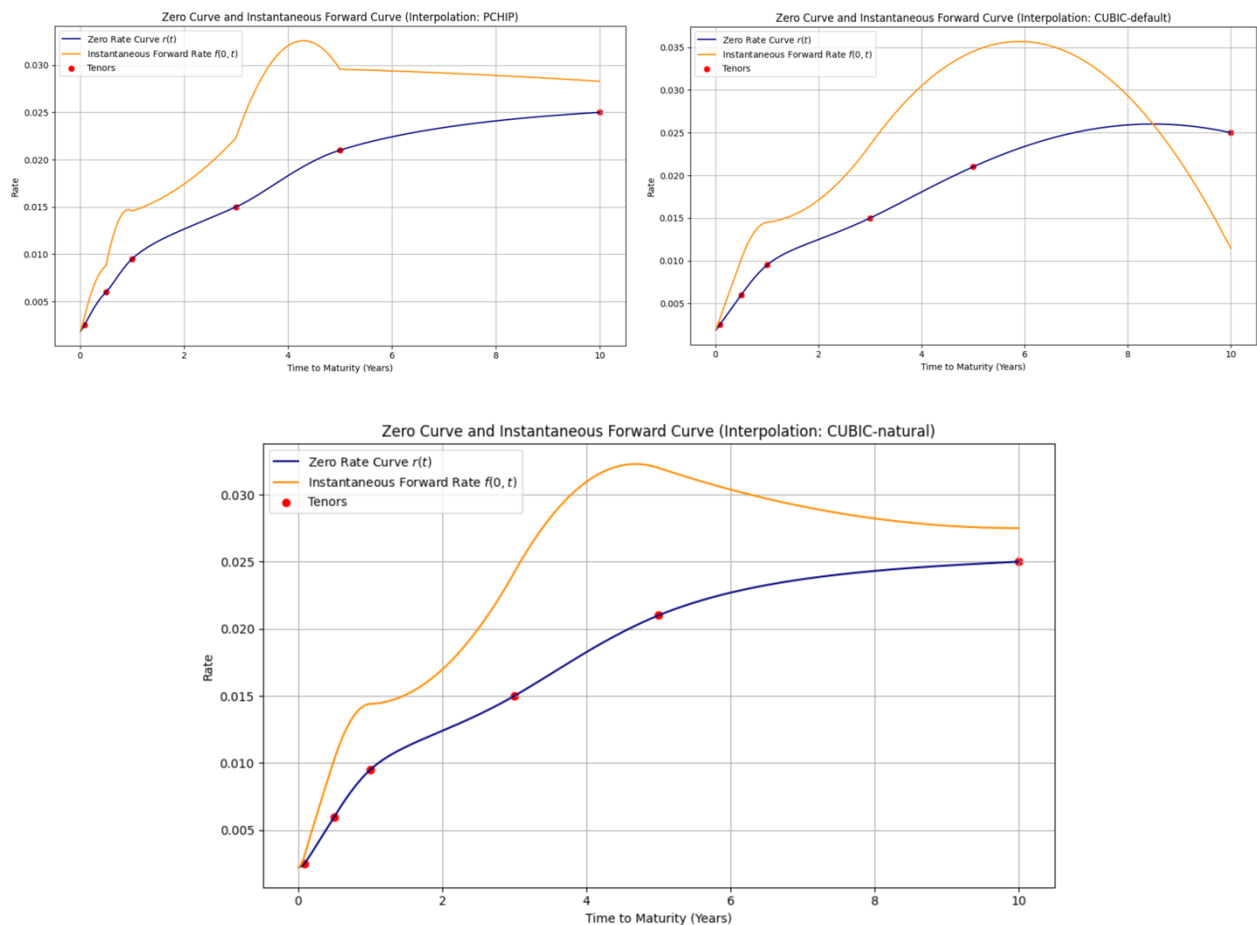 Zero Curve and Instantaneous Forward Curve (Interpolation: PCHIP)
Zero Rate Curve r(t)
Instantaneous Forward Rate f(0, t)
Tenors
Rate
0.030
0.025
0.020
0.015
0.010
0.005
0 2 4 6 8 10
Time to Maturity (Years)
Zero Curve and Instantaneous Forward Curve (Interpolation: CUBIC-default)
Zero Rate Curve r(t)
Instantaneous Forward Rate f(0, t)
Tenors
Rate
0.035
0.030
0.025
0.020
0.015
0.010
0.005
0 2 4 6 8 10
Time to Maturity (Years)
Zero Curve and Instantaneous Forward Curve (Interpolation: CUBIC-natural)
Zero Rate Curve r(t)
Instantaneous Forward Rate f(0, t)
Tenors
Rate
0.030
0.025
0.020
0.015
0.010
0.005
0 2 4 6 8 10
Time to Maturity (Years)